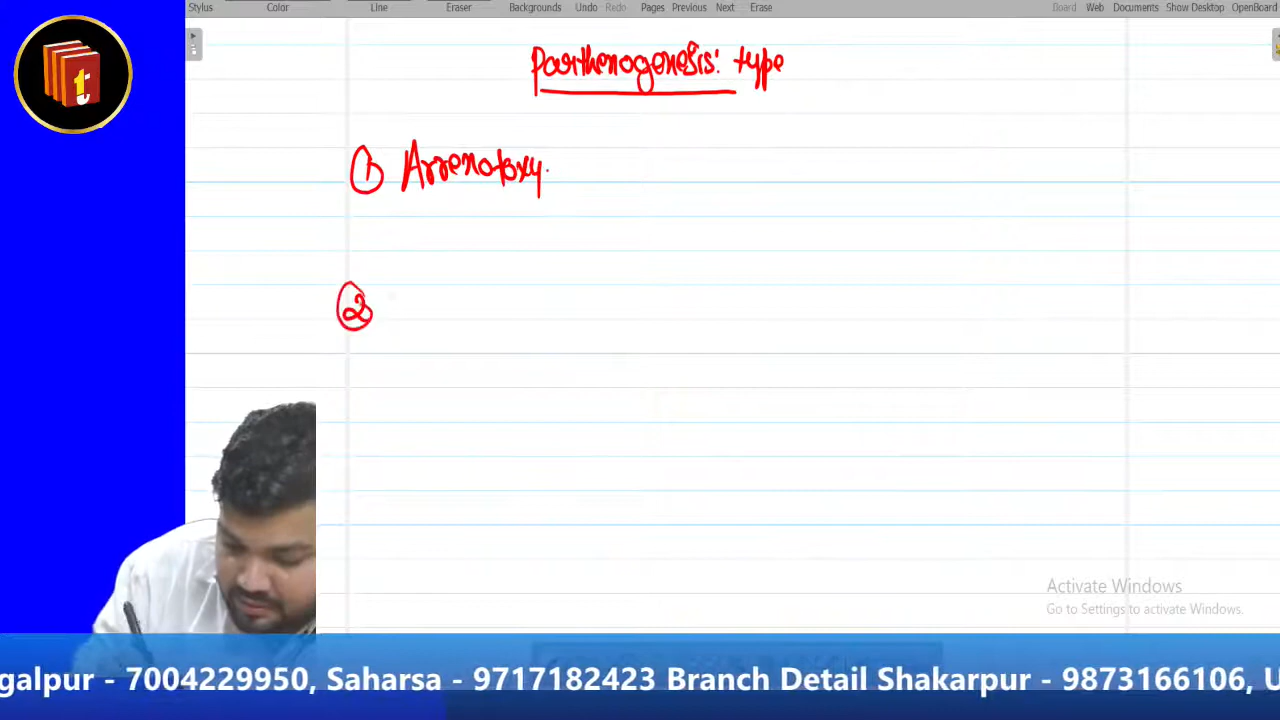 Stylus Color Line Eraser Backgrounds Undo Redo Pages Previous Next Erase Board Web Documents Show Desktop OpenBoard
t
Parthenogenesis: type
① Arrenotoxy
②
Activate Windows
Go to Settings to activate Windows.
galpur - 7004229950, Saharsa - 9717182423 Branch Detail Shakarpur - 9873166106, U